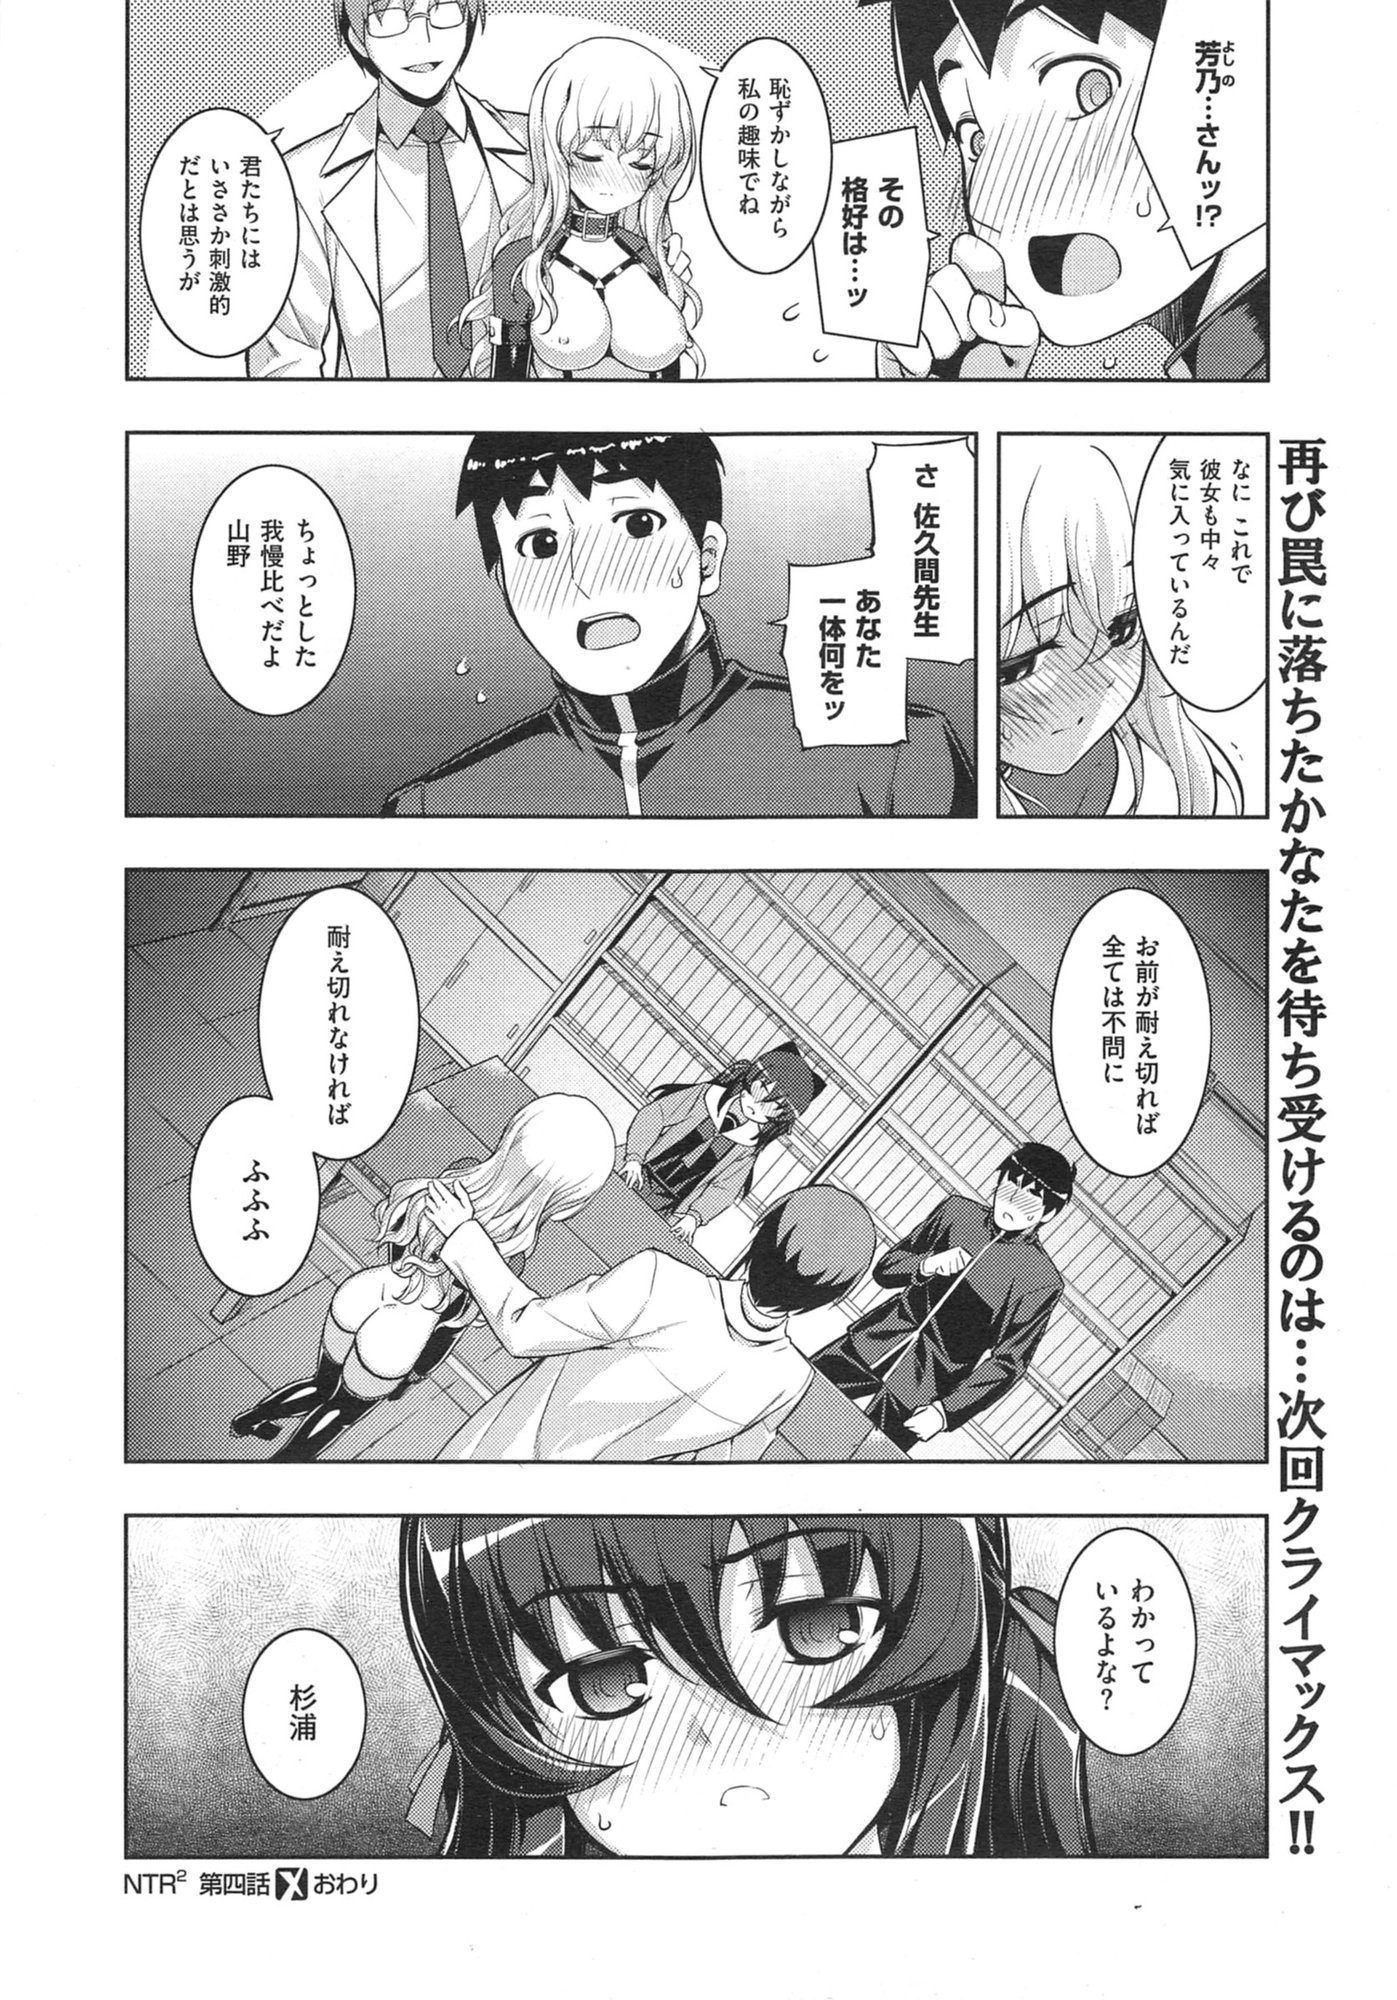 芳乃…さんッ!?
よしの
その
格好は…ッ
恥ずかしながら
私の趣味でね
君たちには
いささか刺激的
だとは思うが
なに これで
彼女も中々
気に入っているんだ
さ 佐久間先生
あなた
一体何をッ
ちょっとした
我慢比べだよ
山野
お前が耐え切れば
全ては不問に
耐え切れなければ
ふふふ
わかって
いるよな?
杉浦
再び罠に落ちたかなたを待ち受けるのは…次回クライマックス!!
NTR² 第四話 X おわり